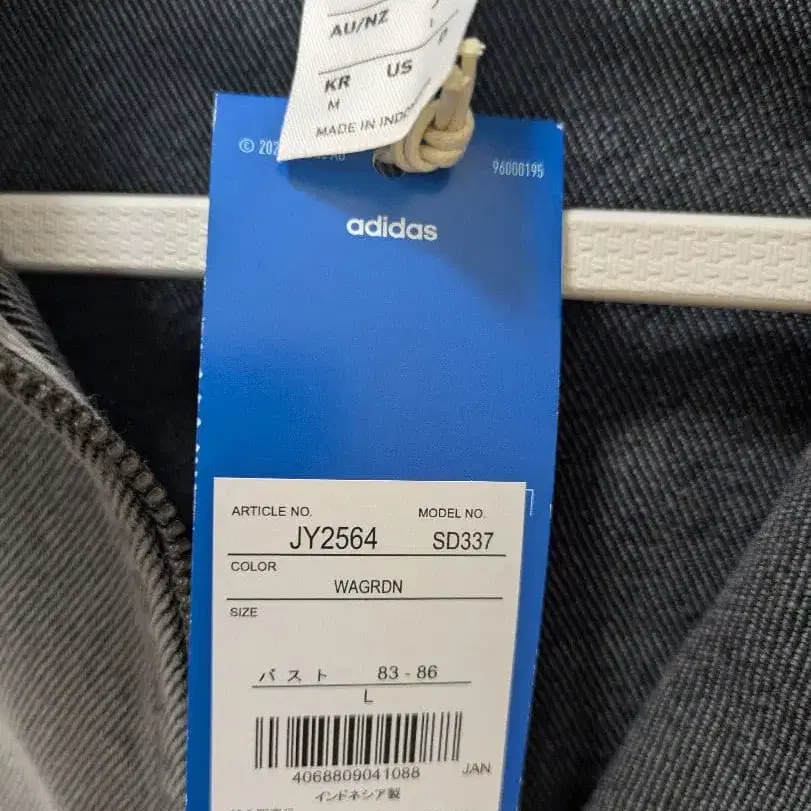 AU/NZ
KR US
M
MADE IN
© 202
96000195
adidas
ARTICLE NO. MODEL NO.
JY2564 SD337
COLOR
WAGRDN
SIZE
バスト 83 - 86
L
4068809041088 JAN
インドネシア製